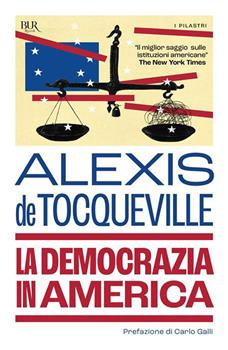 BUR
I PILASTRI
"Il miglior saggio sulle
istituzioni americane"
The New York Times
ALEXIS
de TOCQUEVILLE
LA DEMOCRAZIA
IN AMERICA
Prefazione di Carlo Galli